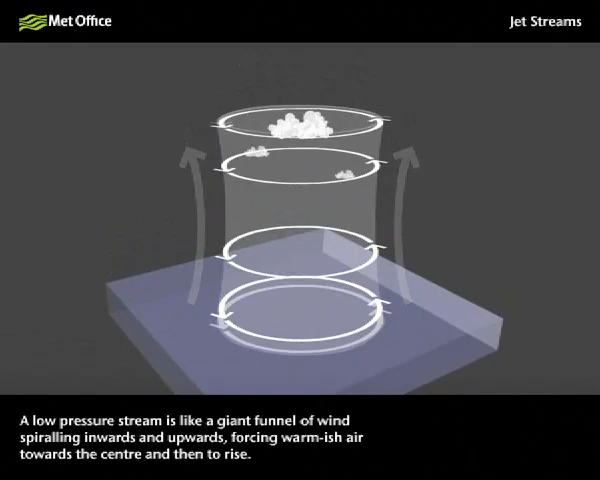 Met Office
Jet Streams
A low pressure stream is like a giant funnel of wind
spiralling inwards and upwards, forcing warm-ish air
towards the centre and then to rise.